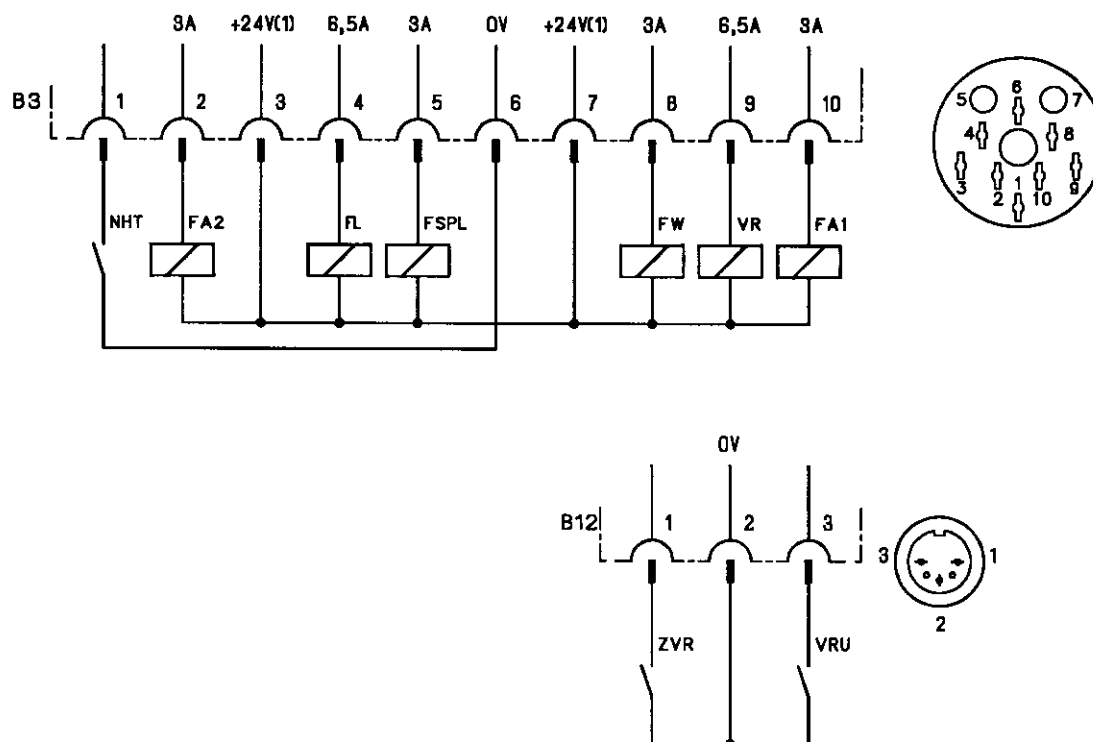 3A +24V(1) 6,5A 3A 0V +24V(1) 3A 6,5A 3A
B3 1 2 3 4 5 6 7 8 9 10
NHT FA2 FL FSPL FW VR FA1
6
5 7
4 8
3 2 1 10 9
0V
B12 1 2 3
3 1
2
ZVR VRU